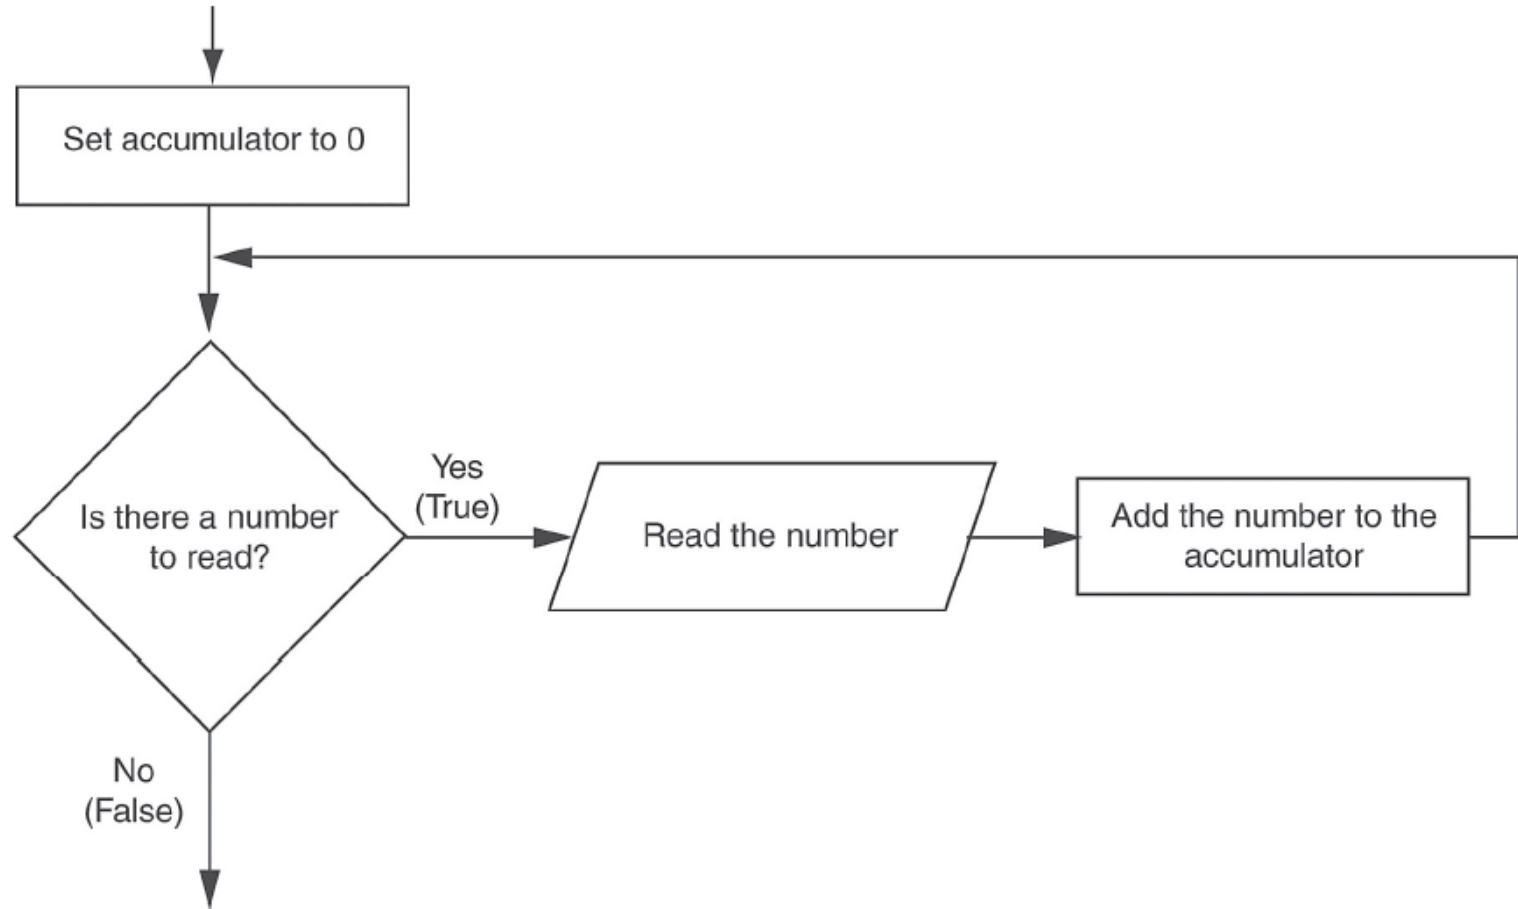 Set accumulator to 0
Is there a number
to read?
Yes
(True)
Read the number
Add the number to the
accumulator
No
(False)